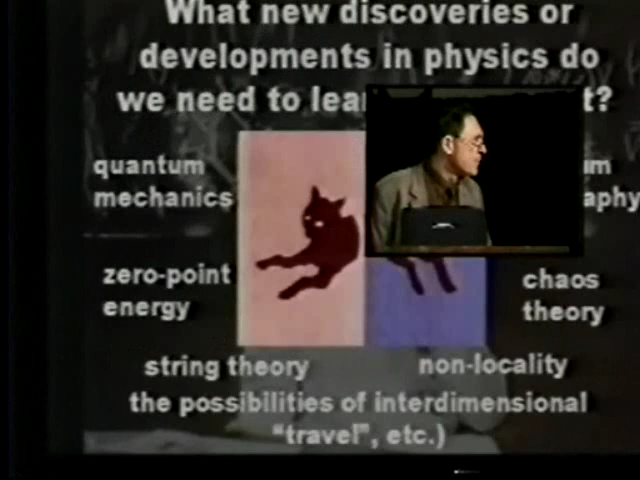 What new discoveries or
developments in physics do
we need to t?
quantum
mechanics
zero-point
energy
chaos
theory
string theory non-locality
the possibilities of interdimensional
"travel", etc.)